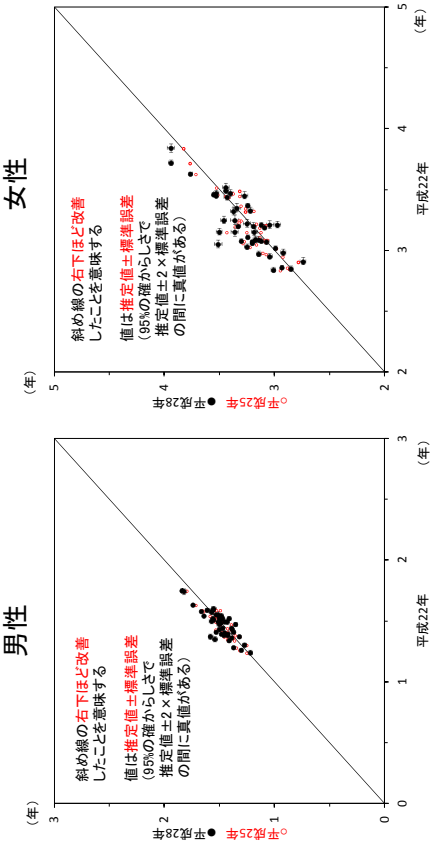 男性
(年)
斜め線の右下ほど改善
したことを意味する
値は推定値±標準誤差
(95%の確からしさで
推定値±2×標準誤差
の間に真値がある)
3
2
1
0
●平成28年
○平成25年
0
1
2
3
平成22年
(年)
女性
(年)
斜め線の右下ほど改善
したことを意味する
値は推定値±標準誤差
(95%の確からしさで
推定値±2×標準誤差
の間に真値がある)
5
4
3
2
●平成28年
○平成25年
2
3
4
5
平成22年
(年)